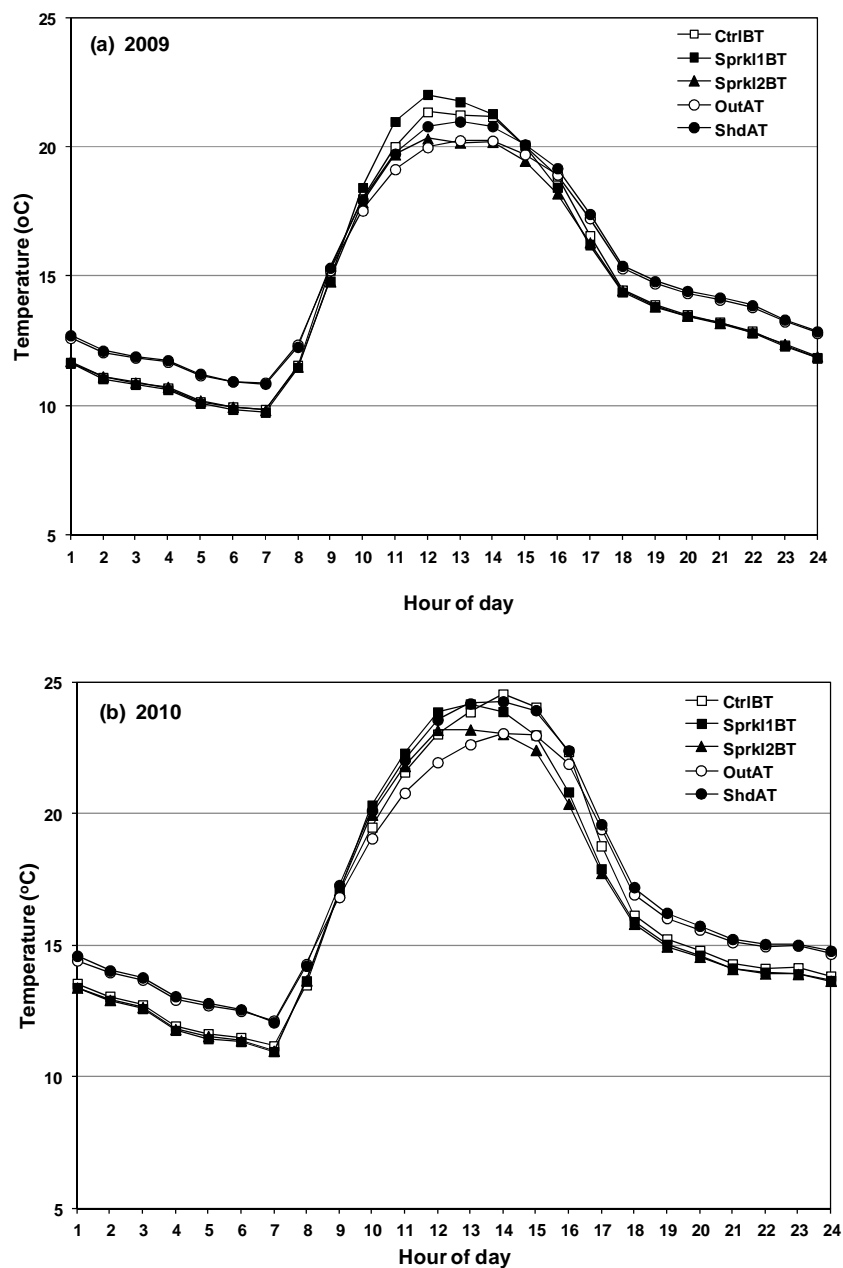 (a) 2009
CtrlBT
Sprkl1BT
Sprkl2BT
OutAT
ShdAT
Temperature (oC)
25
20
15
10
5
1 2 3 4 5 6 7 8 9 10 11 12 13 14 15 16 17 18 19 20 21 22 23 24
Hour of day
(b) 2010
CtrlBT
Sprkl1BT
Sprkl2BT
OutAT
ShdAT
Temperature (°C)
25
20
15
10
5
1 2 3 4 5 6 7 8 9 10 11 12 13 14 15 16 17 18 19 20 21 22 23 24
Hour of day